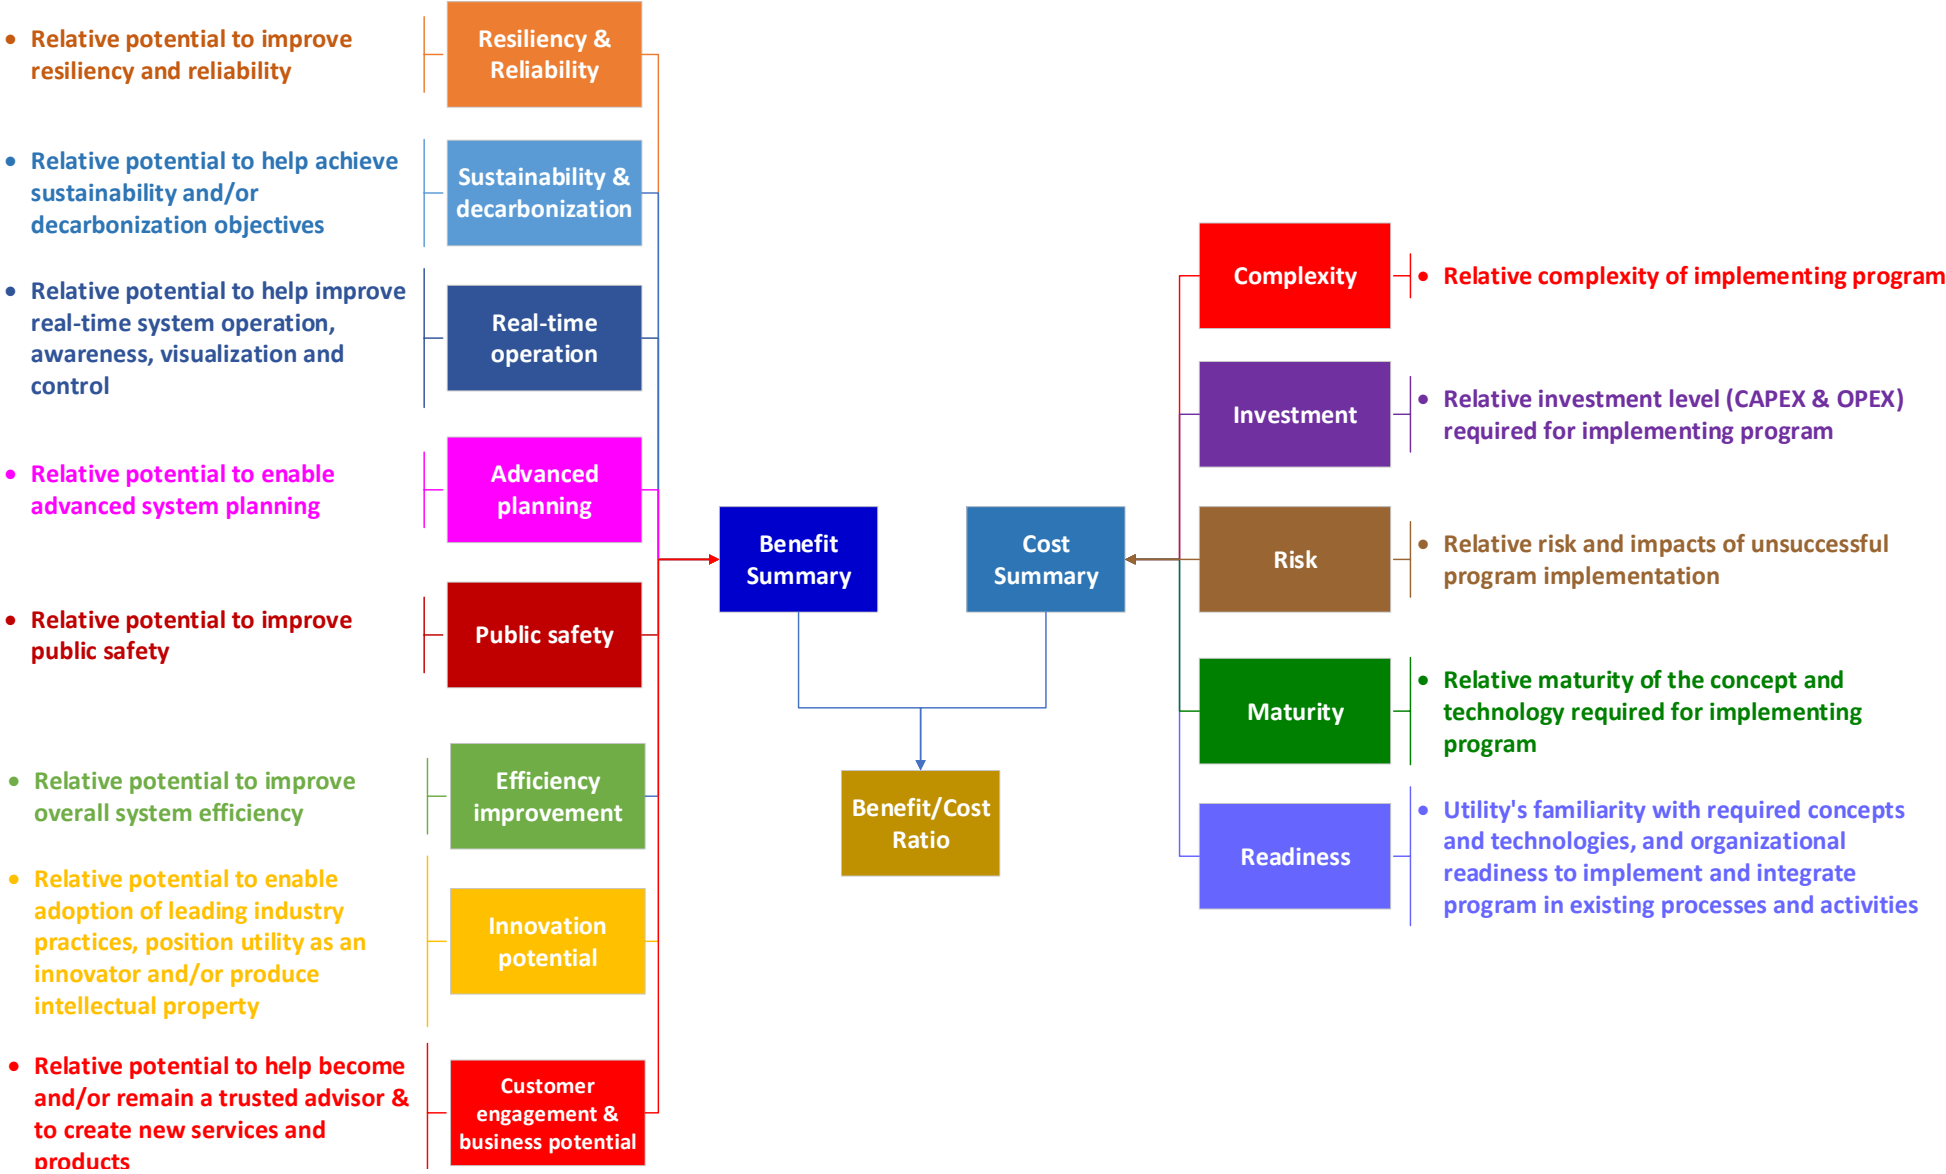 • Relative potential to improve
resiliency and reliability
Resiliency &
Reliability
• Relative potential to help achieve
sustainability and/or
decarbonization objectives
Sustainability &
decarbonization
• Relative potential to help improve
real-time system operation,
awareness, visualization and
control
Real-time
operation
• Relative potential to enable
advanced system planning
Advanced
planning
• Relative potential to improve
public safety
Public safety
• Relative potential to improve
overall system efficiency
Efficiency
improvement
• Relative potential to enable
adoption of leading industry
practices, position utility as an
innovator and/or produce
intellectual property
Innovation
potential
• Relative potential to help become
and/or remain a trusted advisor &
to create new services and
products
Customer
engagement &
business potential
Benefit
Summary
Cost
Summary
Benefit/Cost
Ratio
Complexity
• Relative complexity of implementing program
Investment
• Relative investment level (CAPEX & OPEX)
required for implementing program
Risk
• Relative risk and impacts of unsuccessful
program implementation
Maturity
• Relative maturity of the concept and
technology required for implementing
program
Readiness
• Utility's familiarity with required concepts
and technologies, and organizational
readiness to implement and integrate
program in existing processes and activities